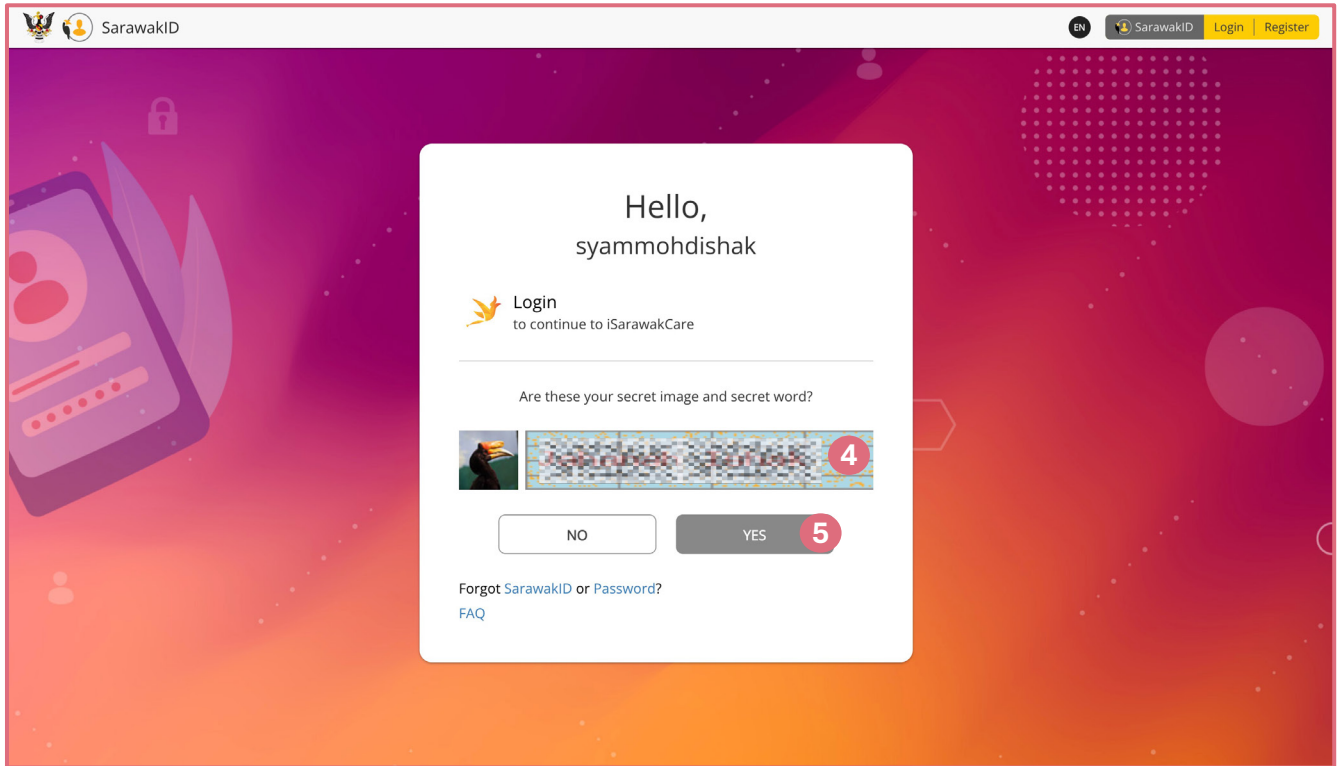 SarawakID
EN
SarawakID Login | Register
Hello,
syammohdishak
Login
to continue to iSarawakCare
Are these your secret image and secret word?
4
NO
YES
5
Forgot SarawakID or Password?
FAQ